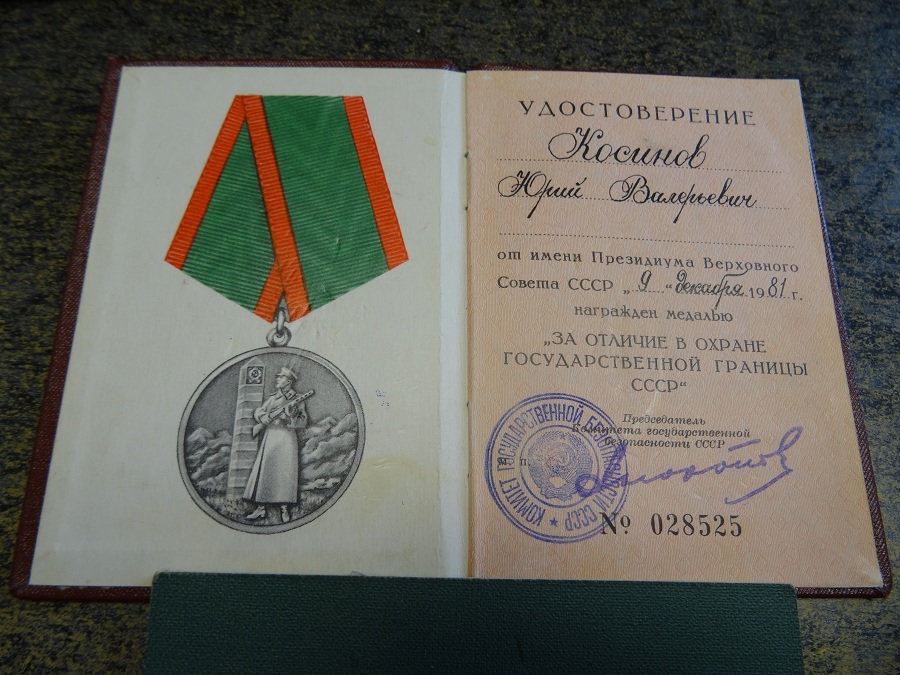 УДОСТОВЕРЕНИЕ
Косинов
Юрий Валерьевич
от имени Президиума Верховного
Совета СССР „ 9 “ декабря 1981 г.
награжден медалью
„ЗА ОТЛИЧИЕ В ОХРАНЕ
ГОСУДАРСТВЕННОЙ ГРАНИЦЫ
СССР“
Председатель
Комитета государственной
безопасности СССР
КОМИТЕТ ГОСУДАРСТВЕННОЙ БЕЗОПАСНОСТИ СССР
М. п.
№ 028525